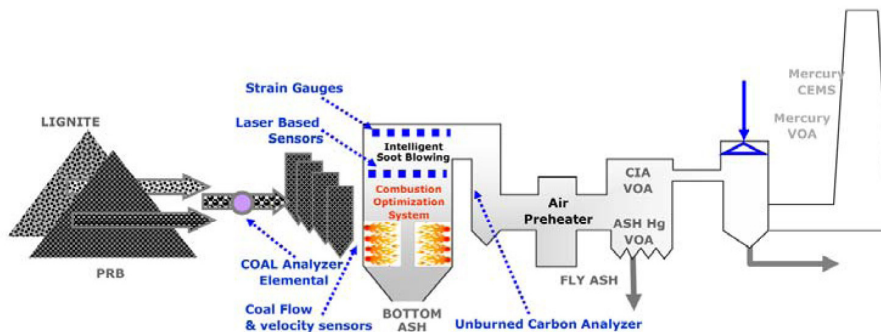 LIGNITE
PRB
COAL Analyzer
Elemental
Coal Flow
& velocity sensors
Strain Gauges
Laser Based
Sensors
Intelligent
Soot Blowing
Combustion
Optimization
System
BOTTOM
ASH
Unburned Carbon Analyzer
Air
Preheater
FLY ASH
CIA
VOA
ASH Hg
VOA
Mercury
CEMS
Mercury
VOA